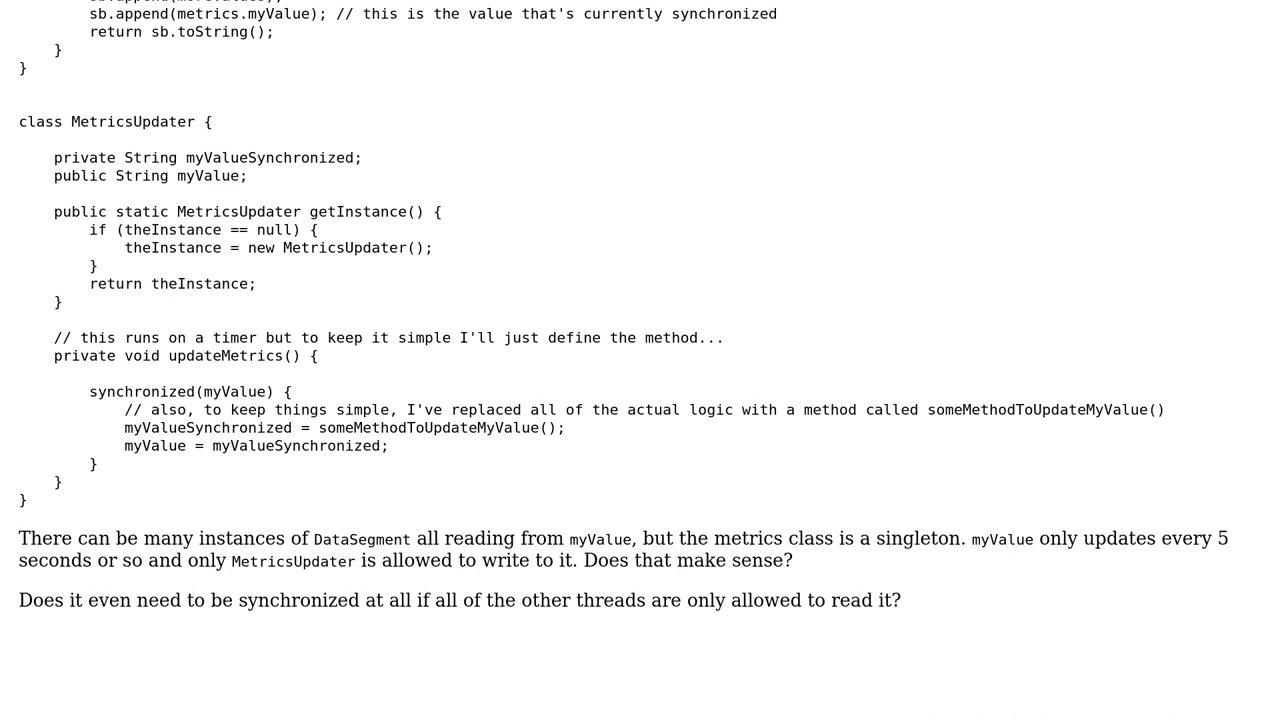 sb.append(metrics.myValue); // this is the value that's currently synchronized
return sb.toString();
}
}
class MetricsUpdater {
private String myValueSynchronized;
public String myValue;
public static MetricsUpdater getInstance() {
if (theInstance == null) {
theInstance = new MetricsUpdater();
}
return theInstance;
}
// this runs on a timer but to keep it simple I'll just define the method...
private void updateMetrics() {
synchronized(myValue) {
// also, to keep things simple, I've replaced all of the actual logic with a method called someMethodToUpdateMyValue()
myValueSynchronized = someMethodToUpdateMyValue();
myValue = myValueSynchronized;
}
}
}
There can be many instances of DataSegment all reading from myValue, but the metrics class is a singleton. myValue only updates every 5
seconds or so and only MetricsUpdater is allowed to write to it. Does that make sense?
Does it even need to be synchronized at all if all of the other threads are only allowed to read it?